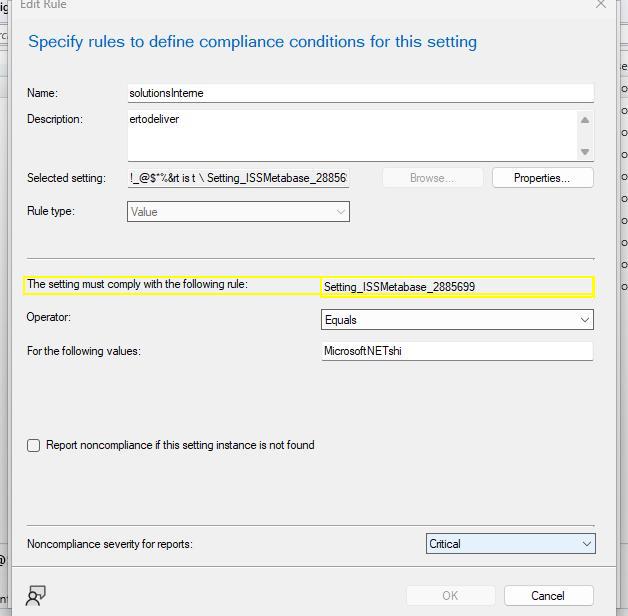 Edit Rule
Specify rules to define compliance conditions for this setting
Name: solutionsInterne
Description: ertodeliver
Selected setting: !_@$*%&rt is t \ Setting_ISSMetabase_28856 Browse... Properties...
Rule type: Value
The setting must comply with the following rule: Setting_ISSMetabase_2885699
Operator: Equals
For the following values: MicrosoftNETshi
Report noncompliance if this setting instance is not found
Noncompliance severity for reports: Critical
OK Cancel